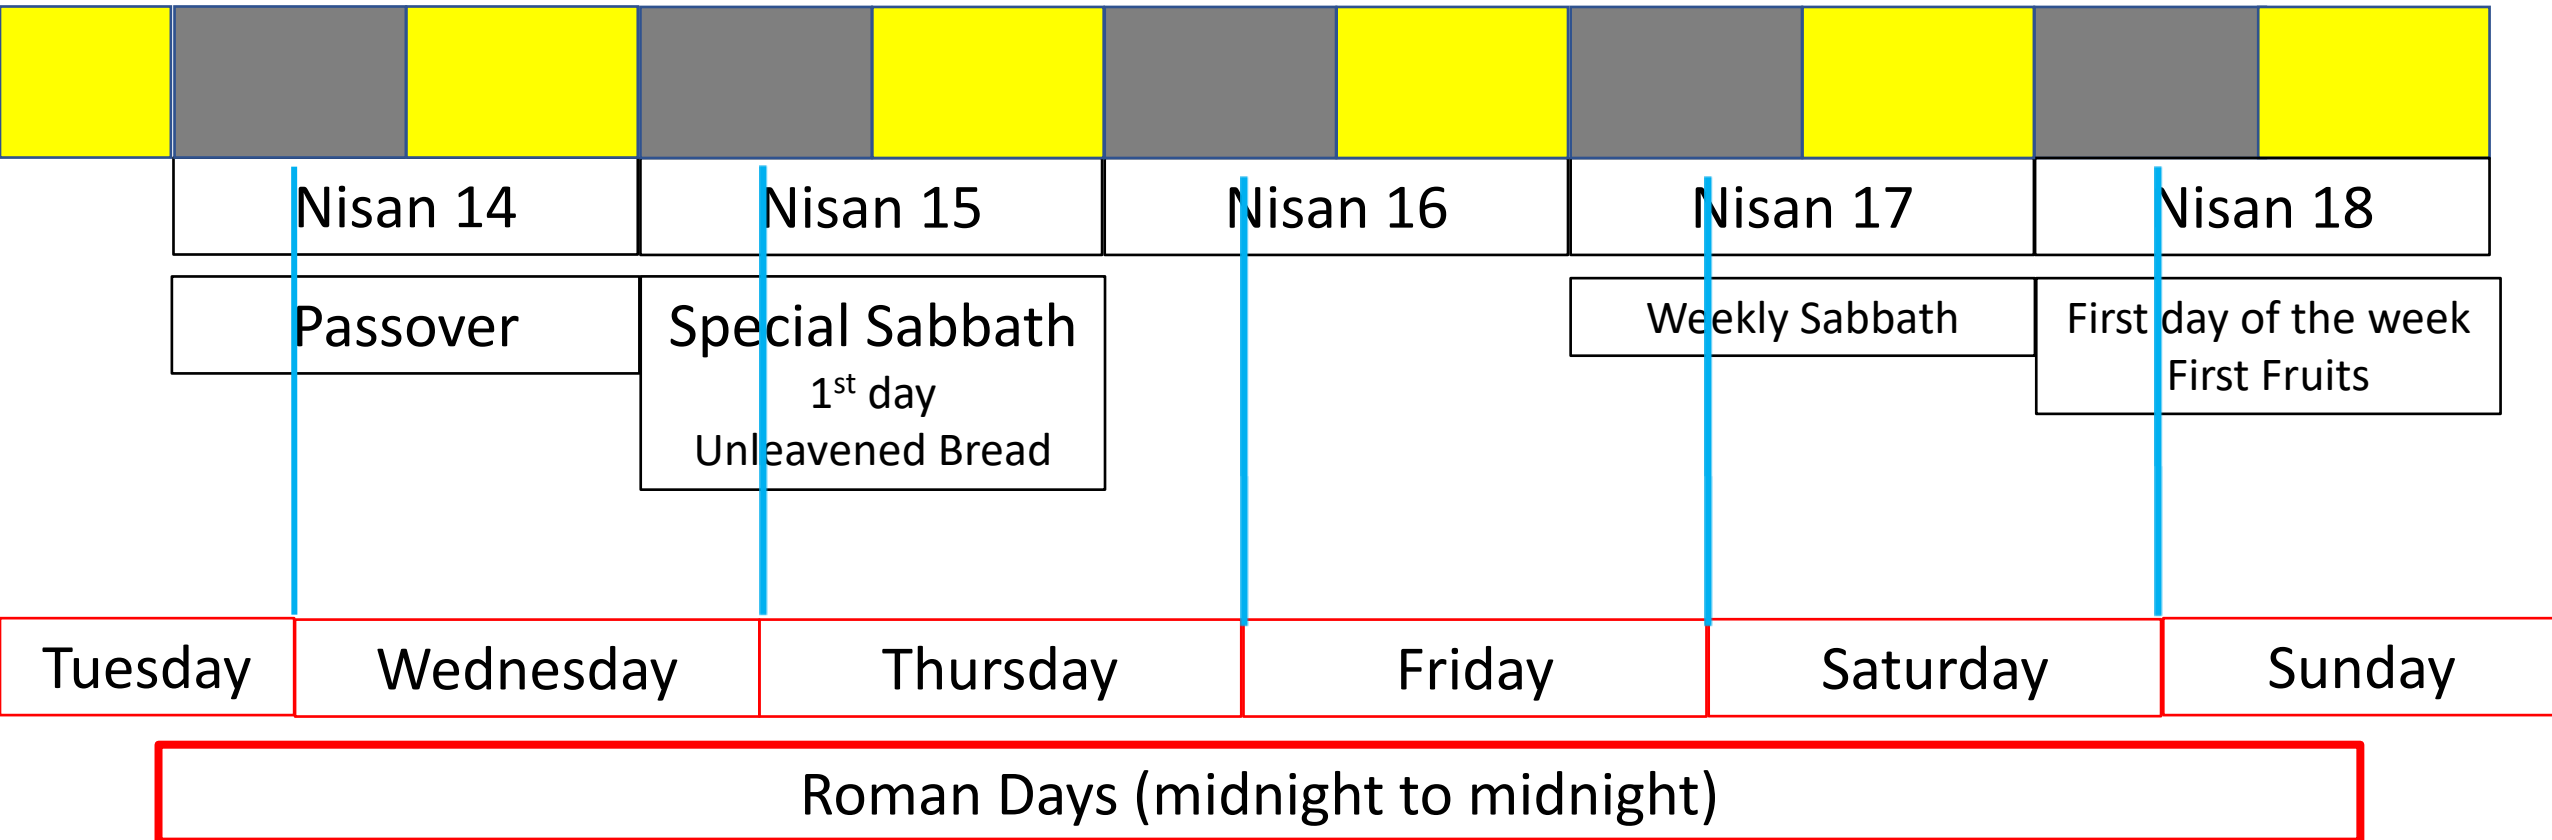 Nisan 14
Nisan 15
Nisan 16
Nisan 17
Nisan 18
Passover
Special Sabbath
1st day
Unleavened Bread
Weekly Sabbath
First day of the week
First Fruits
Tuesday
Wednesday
Thursday
Friday
Saturday
Sunday
Roman Days (midnight to midnight)